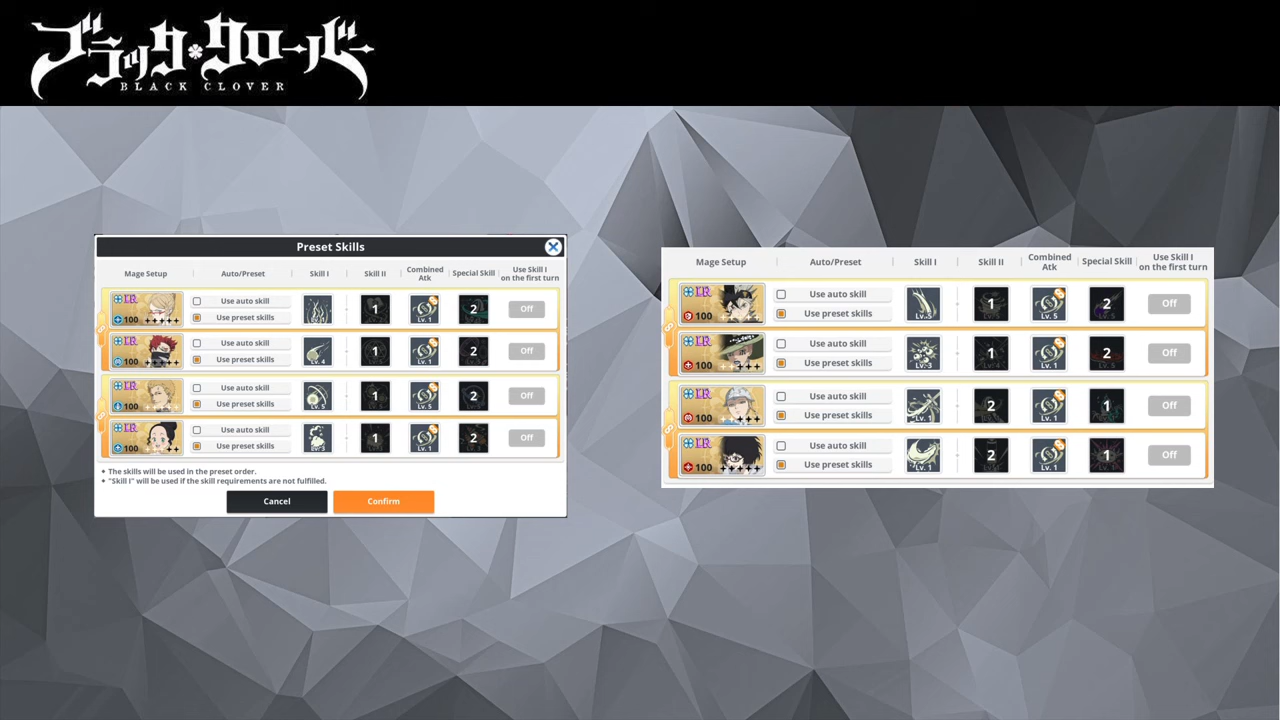 ブラック・クローバー
BLACK CLOVER
Preset Skills
Mage Setup Auto/Preset Skill I Skill II Combined Atk Special Skill Use Skill I on the first turn
LR 100 Use auto skill
Use preset skills 1 Lv. 1 2 Off
LR 100 Use auto skill
Use preset skills Lv. 4 1 Lv. 1 2 Off
LR 100 Use auto skill
Use preset skills Lv. 5 1 Lv. 5 2 Off
LR 100 Use auto skill
Use preset skills Lv. 3 1 Lv. 1 2 Off
The skills will be used in the preset order.
"Skill I" will be used if the skill requirements are not fulfilled.
Cancel Confirm
Mage Setup Auto/Preset Skill I Skill II Combined Atk Special Skill Use Skill I on the first turn
LR 100 Use auto skill
Use preset skills Lv. 5 1 Lv. 5 2 Off
LR 100 Use auto skill
Use preset skills Lv. 3 1 Lv. 1 2 Off
LR 100 Use auto skill
Use preset skills Lv. 1 2 Lv. 1 1 Off
LR 100 Use auto skill
Use preset skills Lv. 1 2 Lv. 1 1 Off